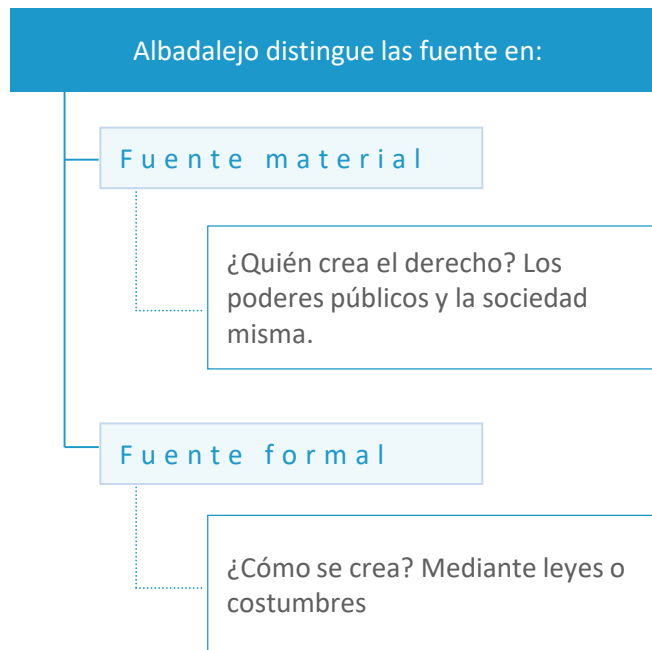 Albadalejo distingue las fuente en:
Fuente material
¿Quién crea el derecho? Los
poderes públicos y la sociedad
misma.
Fuente formal
¿Cómo se crea? Mediante leyes o
costumbres